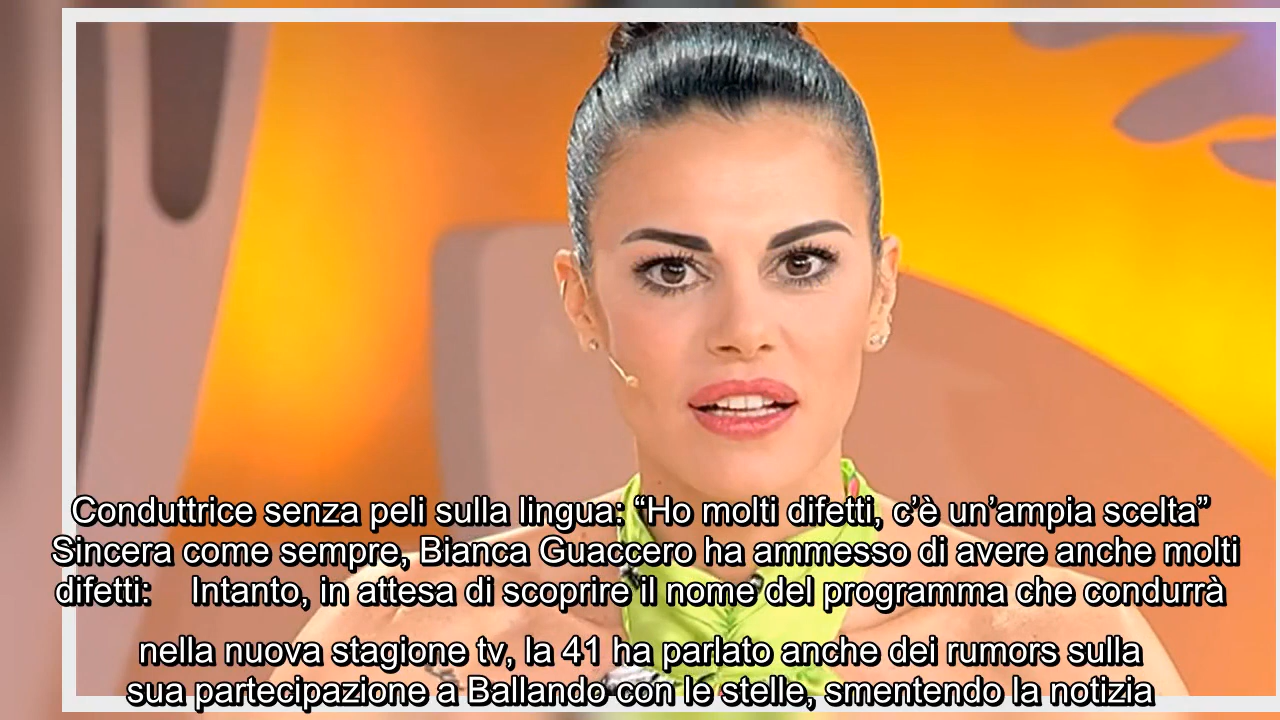 Conduttrice senza peli sulla lingua: “Ho molti difetti, c’è un’ampia scelta”
Sincera come sempre, Bianca Guaccero ha ammesso di avere anche molti
difetti: Intanto, in attesa di scoprire il nome del programma che condurrà
nella nuova stagione tv, la 41 ha parlato anche dei rumors sulla
sua partecipazione a Ballando con le stelle, smentendo la notizia